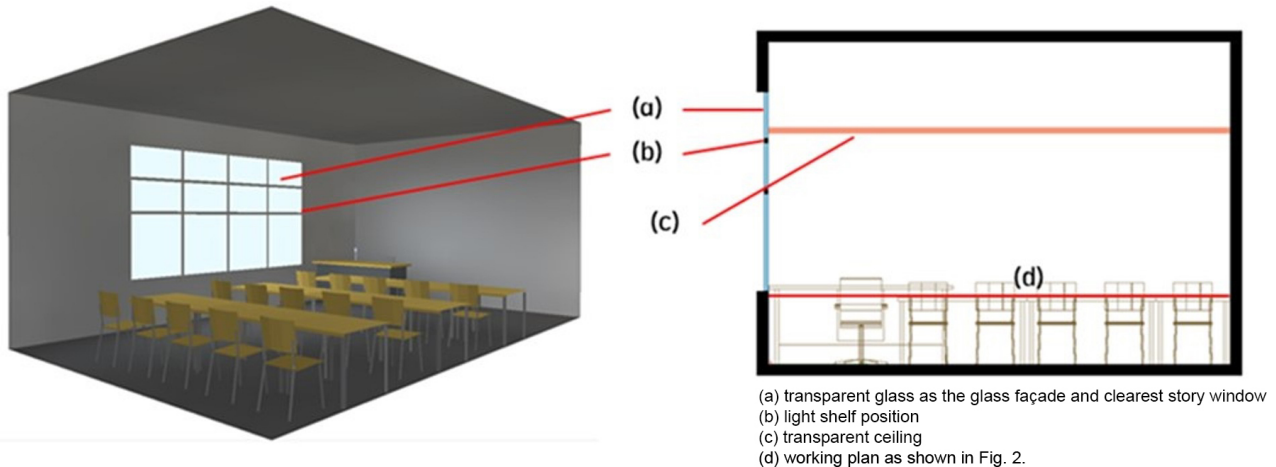 (a)
(b)
(c)
(d)
(a) transparent glass as the glass façade and clearest story window
(b) light shelf position
(c) transparent ceiling
(d) working plan as shown in Fig. 2.